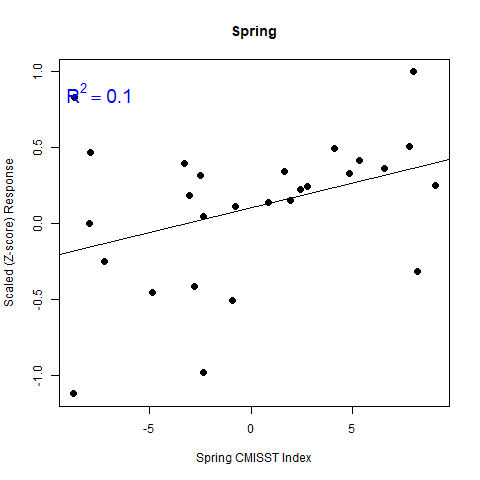 Spring
R² = 0.1
Scaled (Z-score) Response
1.0
0.5
0.0
-0.5
-1.0
-5
0
5
Spring CMISST Index